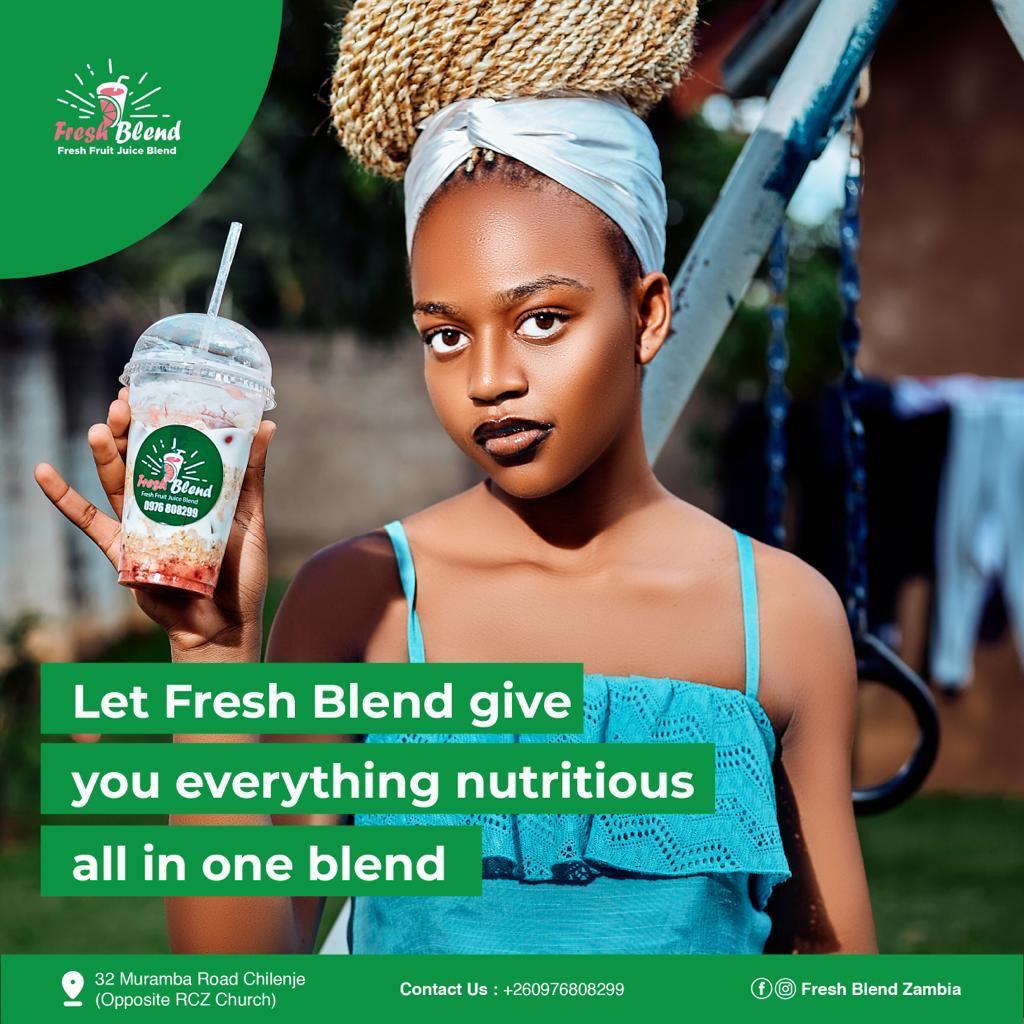 Fresh Blend
Fresh Fruit Juice Blend
Fresh Blend
Fresh Fruit Juice Blend
0976 808299
Let Fresh Blend give
you everything nutritious
all in one blend
32 Muramba Road Chilenje
(Opposite RCZ Church)
Contact Us : +260976808299
Fresh Blend Zambia